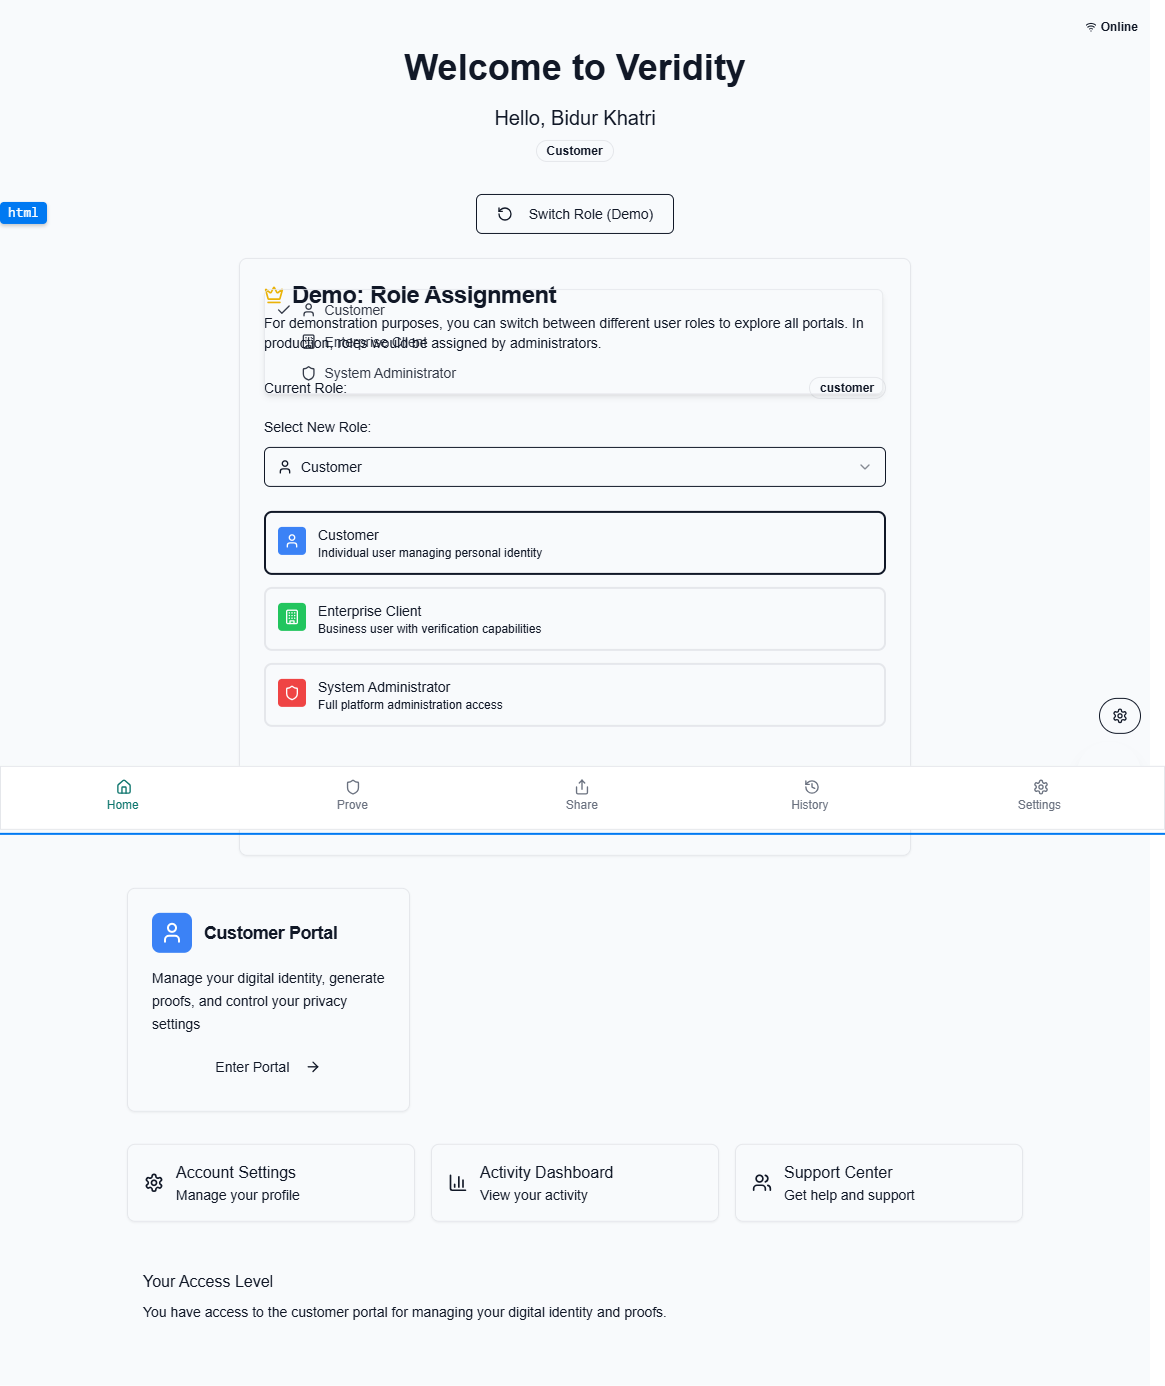 Online
Welcome to Veridity
Hello, Bidur Khatri
Customer
html
Switch Role (Demo)
Demo: Role Assignment
Customer
For demonstration purposes, you can switch between different user roles to explore all portals. In
Enterprise Client
production, roles would be assigned by administrators.
System Administrator
Current Role:
customer
Select New Role:
Customer
Customer
Individual user managing personal identity
Enterprise Client
Business user with verification capabilities
System Administrator
Full platform administration access
Home
Prove
Share
History
Settings
Customer Portal
Manage your digital identity, generate
proofs, and control your privacy
settings
Enter Portal
Account Settings
Manage your profile
Activity Dashboard
View your activity
Support Center
Get help and support
Your Access Level
You have access to the customer portal for managing your digital identity and proofs.